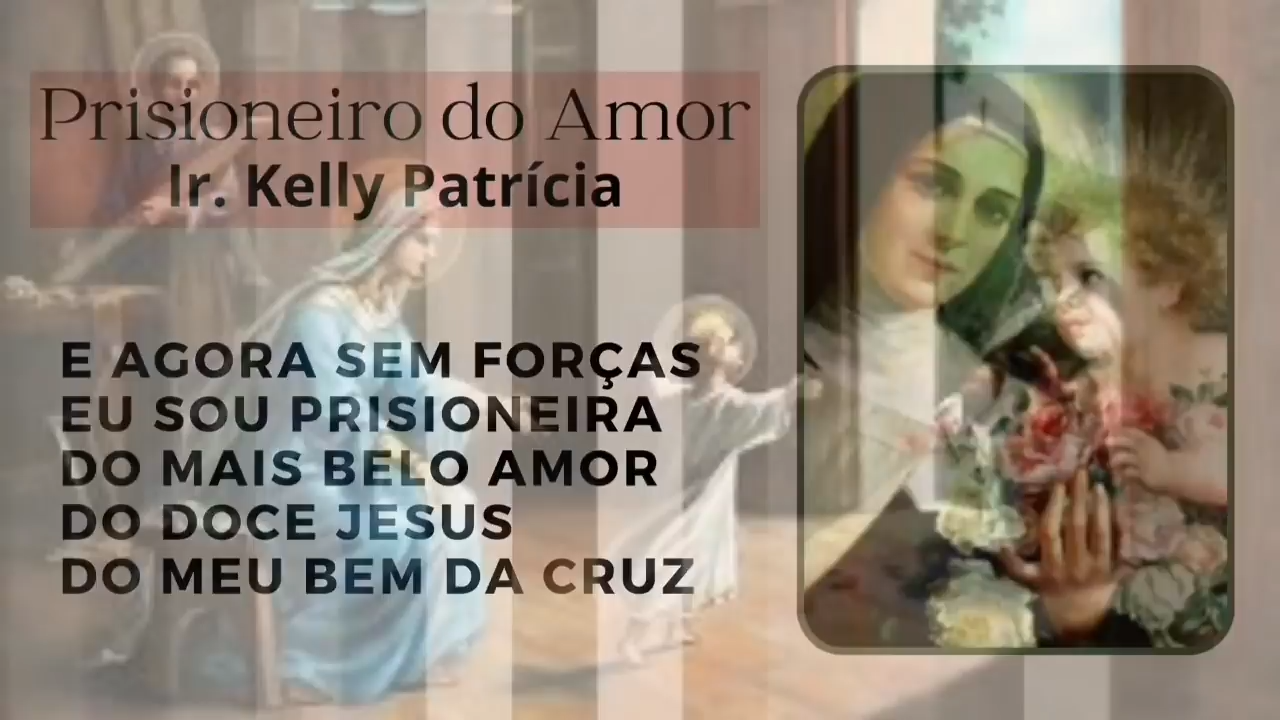 Prisioneiro do Amor
Ir. Kelly Patrícia
E AGORA SEM FORÇAS
EU SOU PRISIONEIRA
DO MAIS BELO AMOR
DO DOCE JESUS
DO MEU BEM DA CRUZ